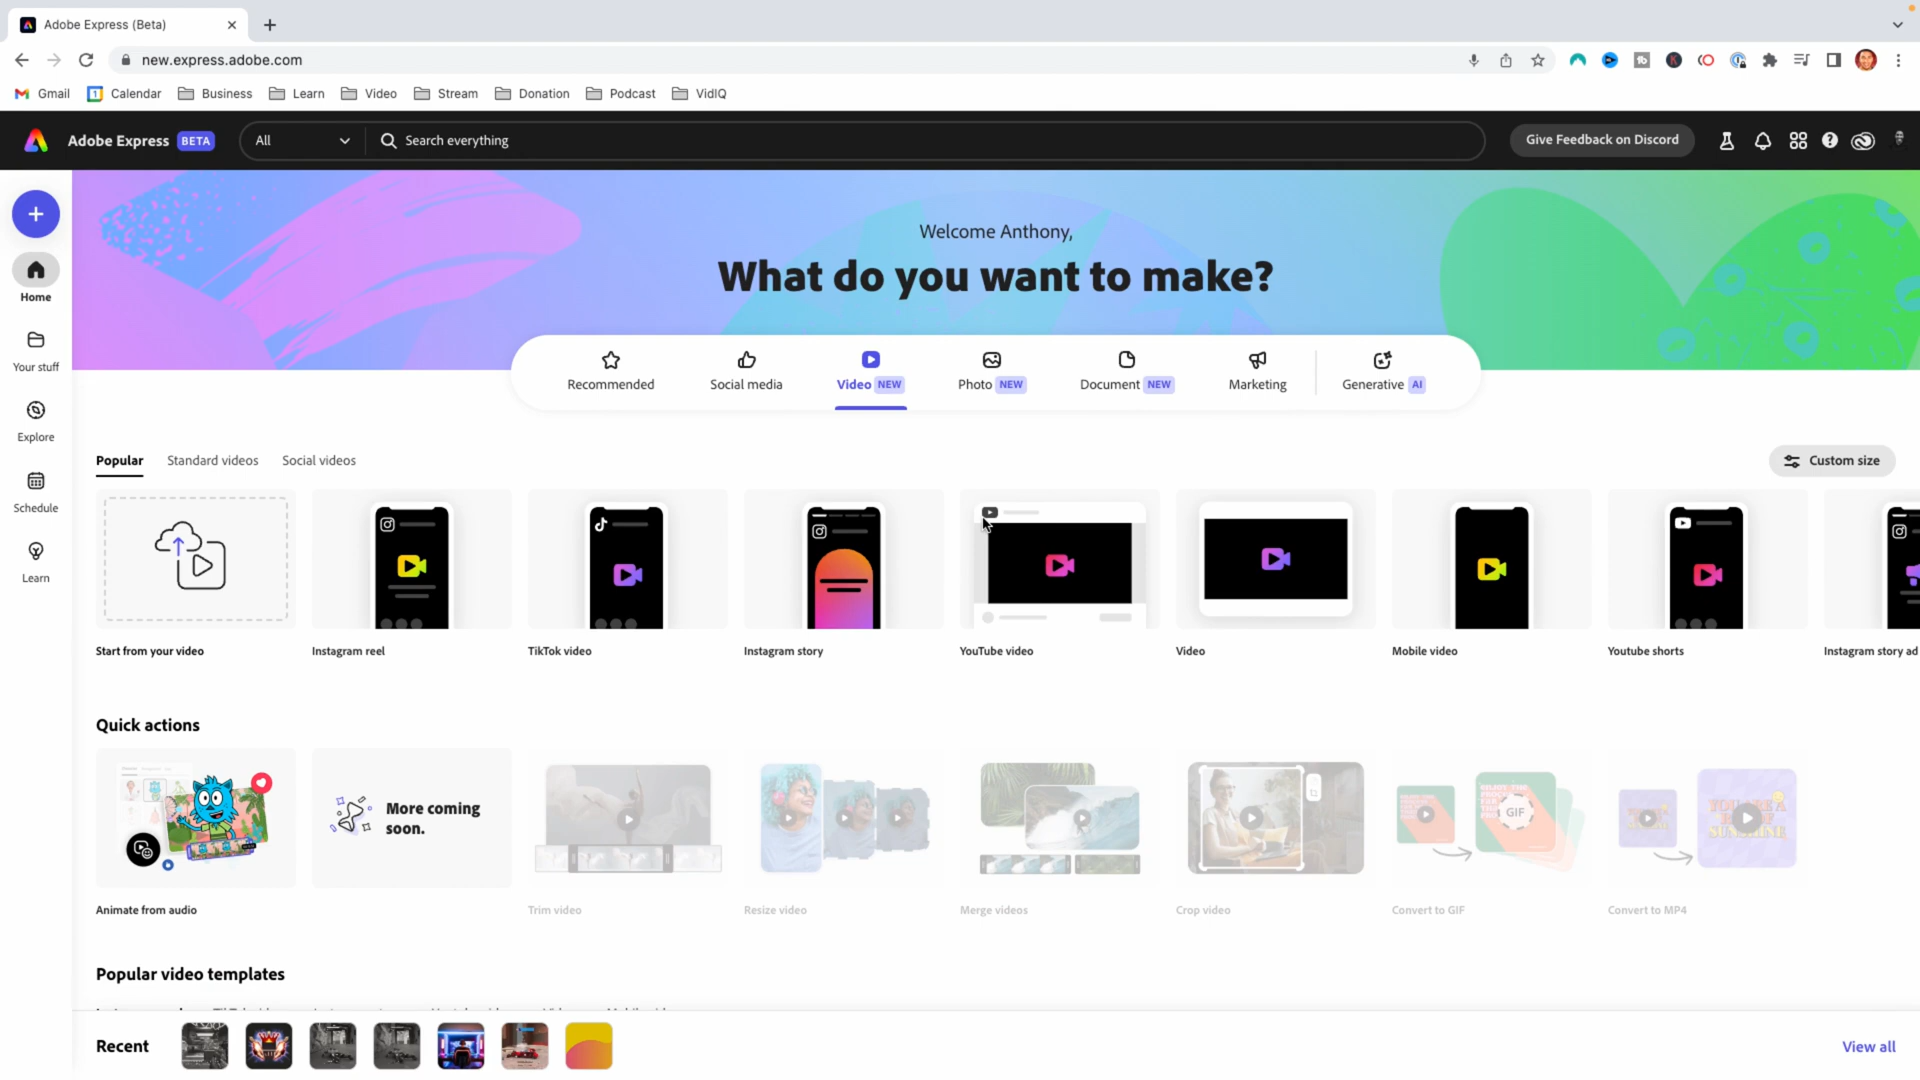 Adobe Express (Beta)
new.express.adobe.com
Gmail Calendar Business Learn Video Stream Donation Podcast VidIQ
Adobe Express BETA All Search everything Give Feedback on Discord
Welcome Anthony,
What do you want to make?
Home
Your stuff
Explore
Schedule
Learn
Recommended Social media Video NEW Photo NEW Document NEW Marketing Generative AI
Popular Standard videos Social videos Custom size
Start from your video Instagram reel TikTok video Instagram story YouTube video Video Mobile video Youtube shorts Instagram story ad
Quick actions
More coming
soon.
GIF
Animate from audio Trim video Resize video Merge videos Crop video Convert to GIF Convert to MP4
Popular video templates
Recent View all